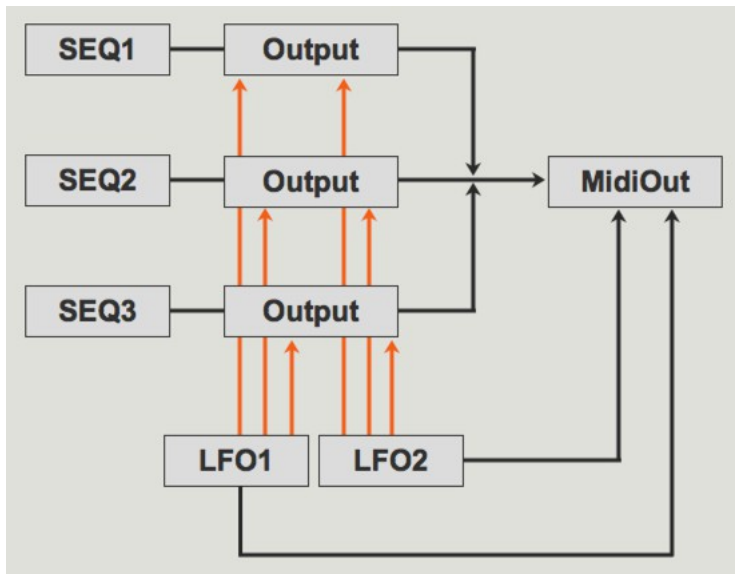 SEQ1
Output
SEQ2
Output
MidiOut
SEQ3
Output
LFO1
LFO2